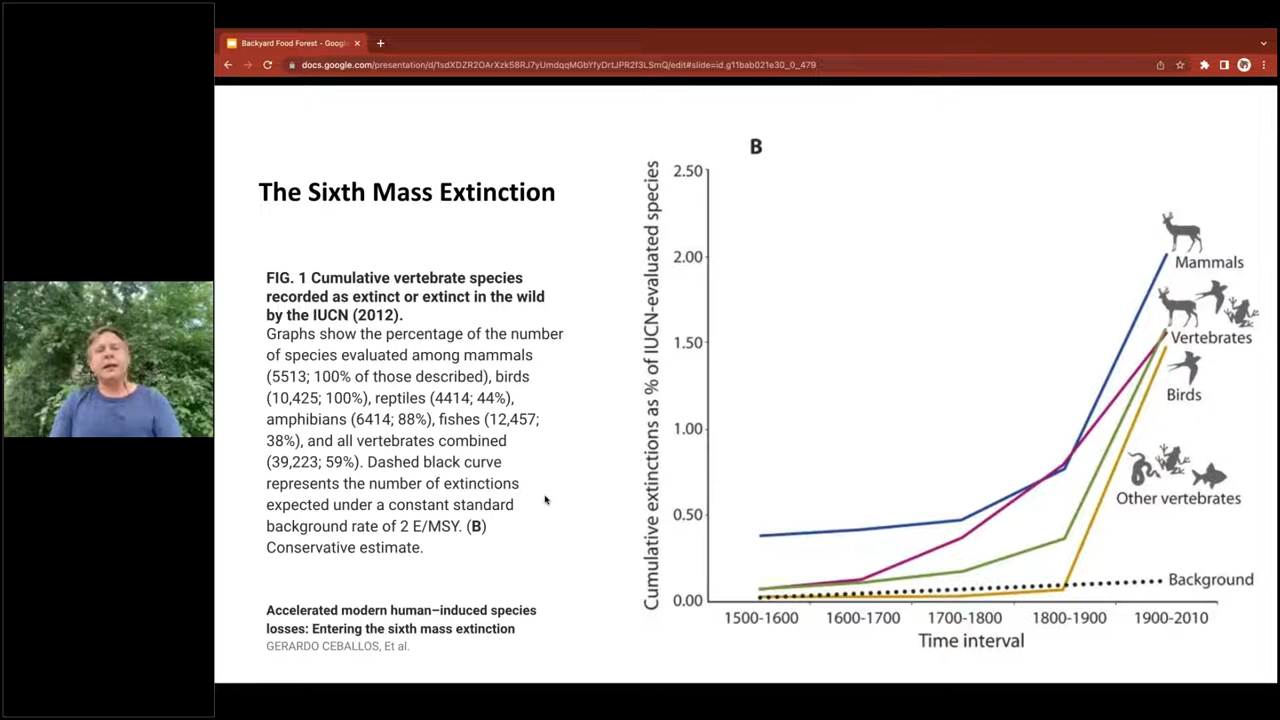 Backyard Food Forest - Googl
docs.google.com/presentation/d/1sdXDZR2OArXzk58RJ7yUmdqqMGbYfyDrtJPR2f3LSmQ/edit#slide=id.g11bab021e30_0_479
The Sixth Mass Extinction
FIG. 1 Cumulative vertebrate species
recorded as extinct or extinct in the wild
by the IUCN (2012).
Graphs show the percentage of the number
of species evaluated among mammals
(5513; 100% of those described), birds
(10,425; 100%), reptiles (4414; 44%),
amphibians (6414; 88%), fishes (12,457;
38%), and all vertebrates combined
(39,223; 59%). Dashed black curve
represents the number of extinctions
expected under a constant standard
background rate of 2 E/MSY. (B)
Conservative estimate.
Accelerated modern human–induced species
losses: Entering the sixth mass extinction
GERARDO CEBALLOS, Et al.
B
Cumulative extinctions as % of IUCN-evaluated species
2.50
2.00
1.50
1.00
0.50
0.00
Mammals
Vertebrates
Birds
Other vertebrates
Background
1500-1600 1600-1700 1700-1800 1800-1900 1900-2010
Time interval